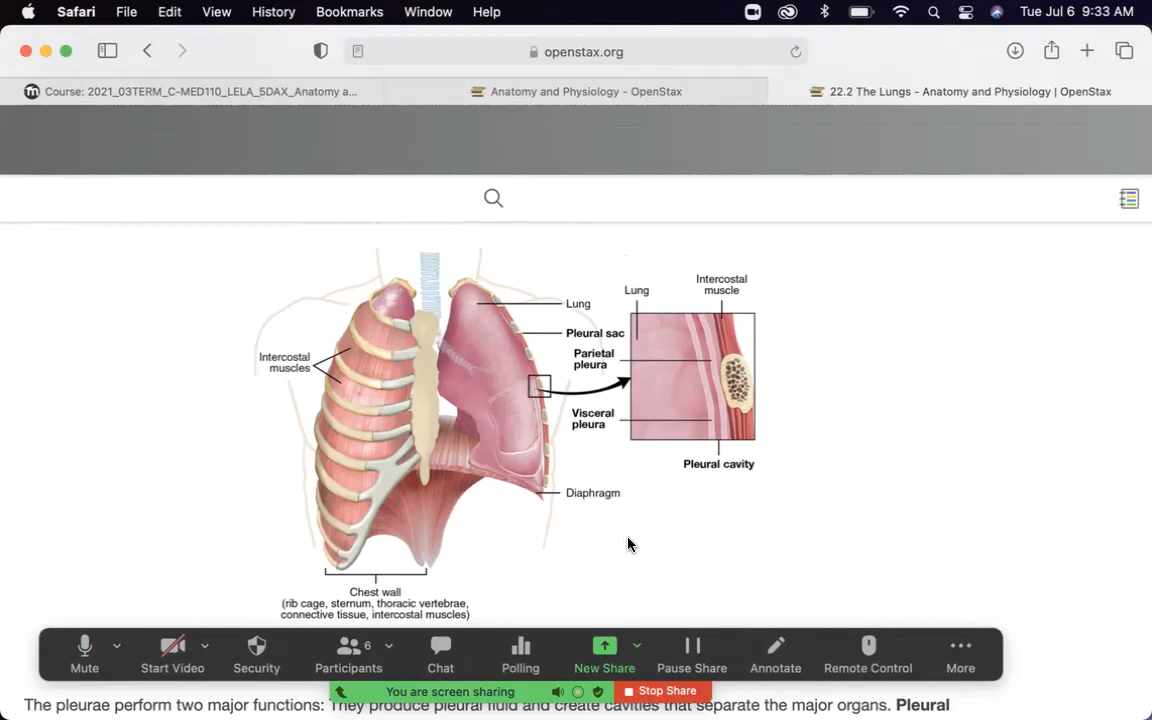 Safari File Edit View History Bookmarks Window Help Tue Jul 6 9:33 AM
openstax.org
Course: 2021_03TERM_C-MED110_LELA_5DAX_Anatomy a... Anatomy and Physiology - OpenStax 22.2 The Lungs - Anatomy and Physiology | OpenStax
Lung
Pleural sac
Parietal
pleura
Visceral
pleura
Diaphragm
Intercostal
muscles
Lung
Intercostal
muscle
Pleural cavity
Chest wall
(rib cage, sternum, thoracic vertebrae,
connective tissue, intercostal muscles)
6
Mute Start Video Security Participants Chat Polling New Share Pause Share Annotate Remote Control More
You are screen sharing Stop Share
The pleurae perform two major functions: They produce pleural fluid and create cavities that separate the major organs. Pleural